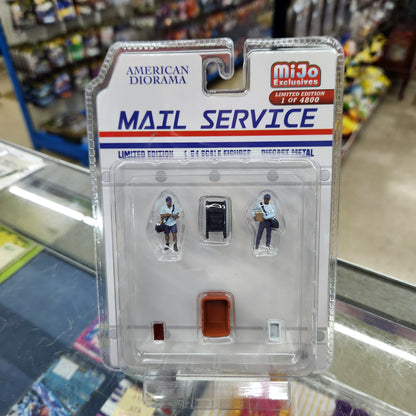 AMERICAN
DIORAMA
MiJo
Exclusives
LIMITED EDITION
1 OF 4800
MAIL SERVICE
LIMITED EDITION 1:64 SCALE FIGURES DIECAST METAL